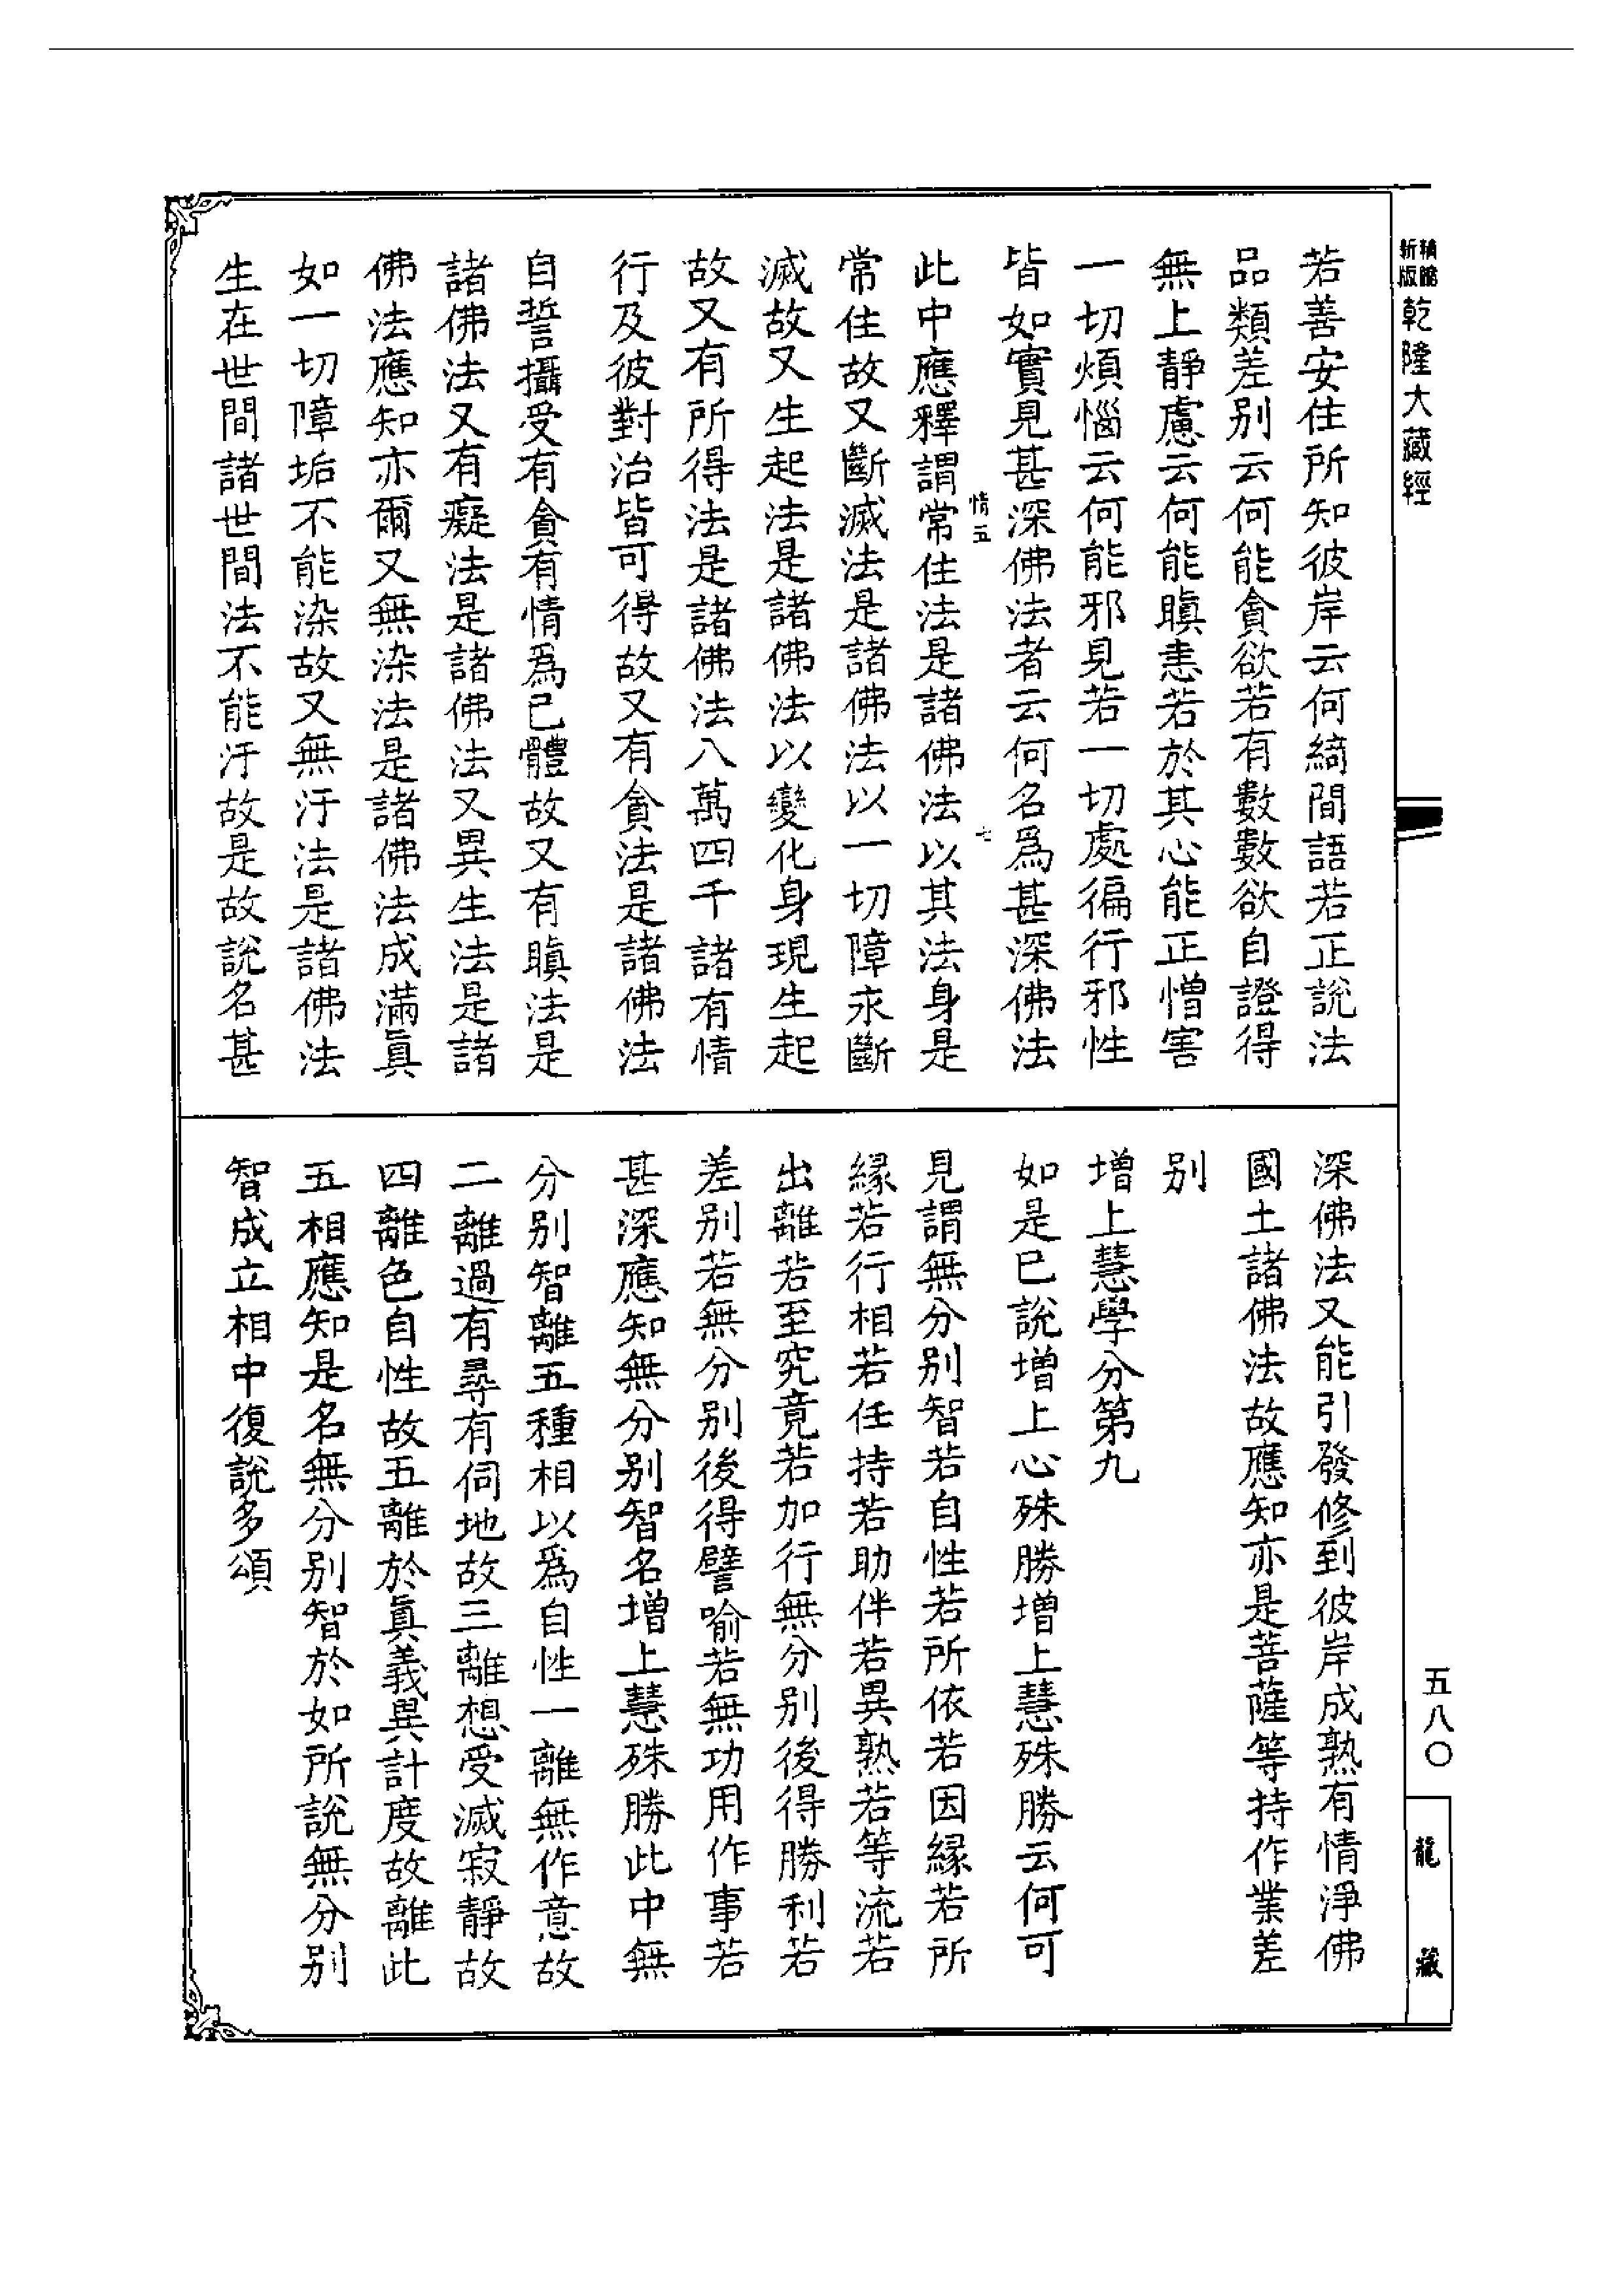 新版 精縮 乾隆大藏經
若善安住所知彼岸云何綺間語若正說法
品類差别云何能貪欲若有數數欲自證得
無上靜慮云何能瞋恚若於其心能正憎害
一切煩惱云何能邪見若一切處徧行邪性
皆如實見甚深佛法者云何名爲甚深佛法
情五
七
此中應釋謂常住法是諸佛法以其法身是
常住故又斷滅法是諸佛法以一切障永斷
滅故又生起法是諸佛法以變化身現生起
故又有所得法是諸佛法八萬四千諸有情
行及彼對治皆可得故又有貪法是諸佛法
自誓攝受有貪有情爲已體故又有瞋法是
諸佛法又有癡法是諸佛法又異生法是諸
佛法應知亦爾又無染法是諸佛法成滿眞
如一切障垢不能染故又無汙法是諸佛法
生在世間諸世間法不能汙故是故說名甚
深佛法又能引發修到彼岸成熟有情淨佛
國土諸佛法故應知亦是菩薩等持作業差
别
增上慧學分第九
如是已說增上心殊勝增上慧殊勝云何可
見謂無分别智若自性若所依若因緣若所
緣若行相若任持若助伴若異熟若等流若
出離若至究竟若加行無分别後得勝利若
差别若無分别後得譬喻若無功用作事若
甚深應知無分别智名增上慧殊勝此中無
分别智離五種相以爲自性一離無作意故
二離過有尋有伺地故三離想受滅寂靜故
四離色自性故五離於眞義異計度故離此
五相應知是名無分别智於如所說無分别
智成立相中復說多頌
五八〇
龍藏